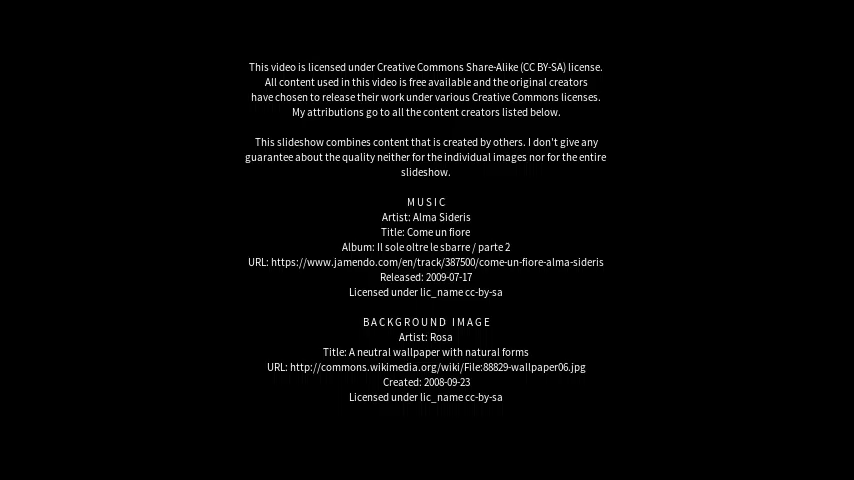 This video is licensed under Creative Commons Share-Alike (CC BY-SA) license.
All content used in this video is free available and the original creators
have chosen to release their work under various Creative Commons licenses.
My attributions go to all the content creators listed below.
This slideshow combines content that is created by others. I don't give any
guarantee about the quality neither for the individual images nor for the entire
slideshow.
MUSIC
Artist: Alma Sideris
Title: Come un fiore
Album: Il sole oltre le sbarre / parte 2
URL: https://www.jamendo.com/en/track/387500/come-un-fiore-alma-sideris
Released: 2009-07-17
Licensed under lic_name cc-by-sa
BACKGROUND IMAGE
Artist: Rosa
Title: A neutral wallpaper with natural forms
URL: http://commons.wikimedia.org/wiki/File:88829-wallpaper06.jpg
Created: 2008-09-23
Licensed under lic_name cc-by-sa